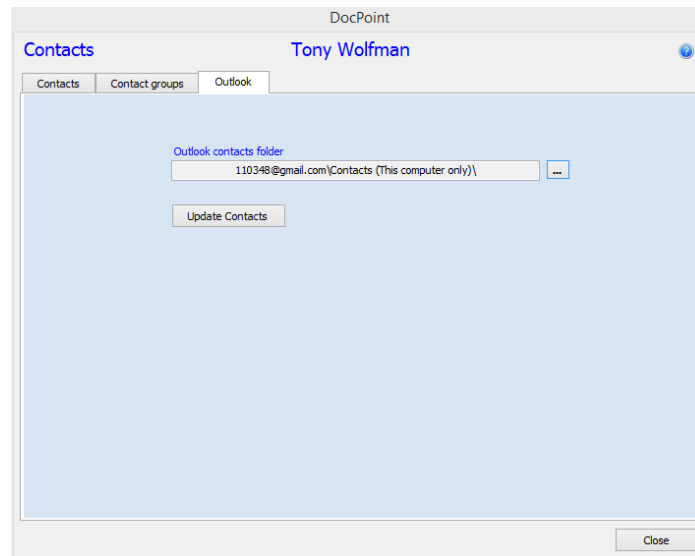 DocPoint
Contacts Tony Wolfman
Contacts Contact groups Outlook
Outlook contacts folder
110348@gmail.com\Contacts (This computer only)\
...
Update Contacts
Close